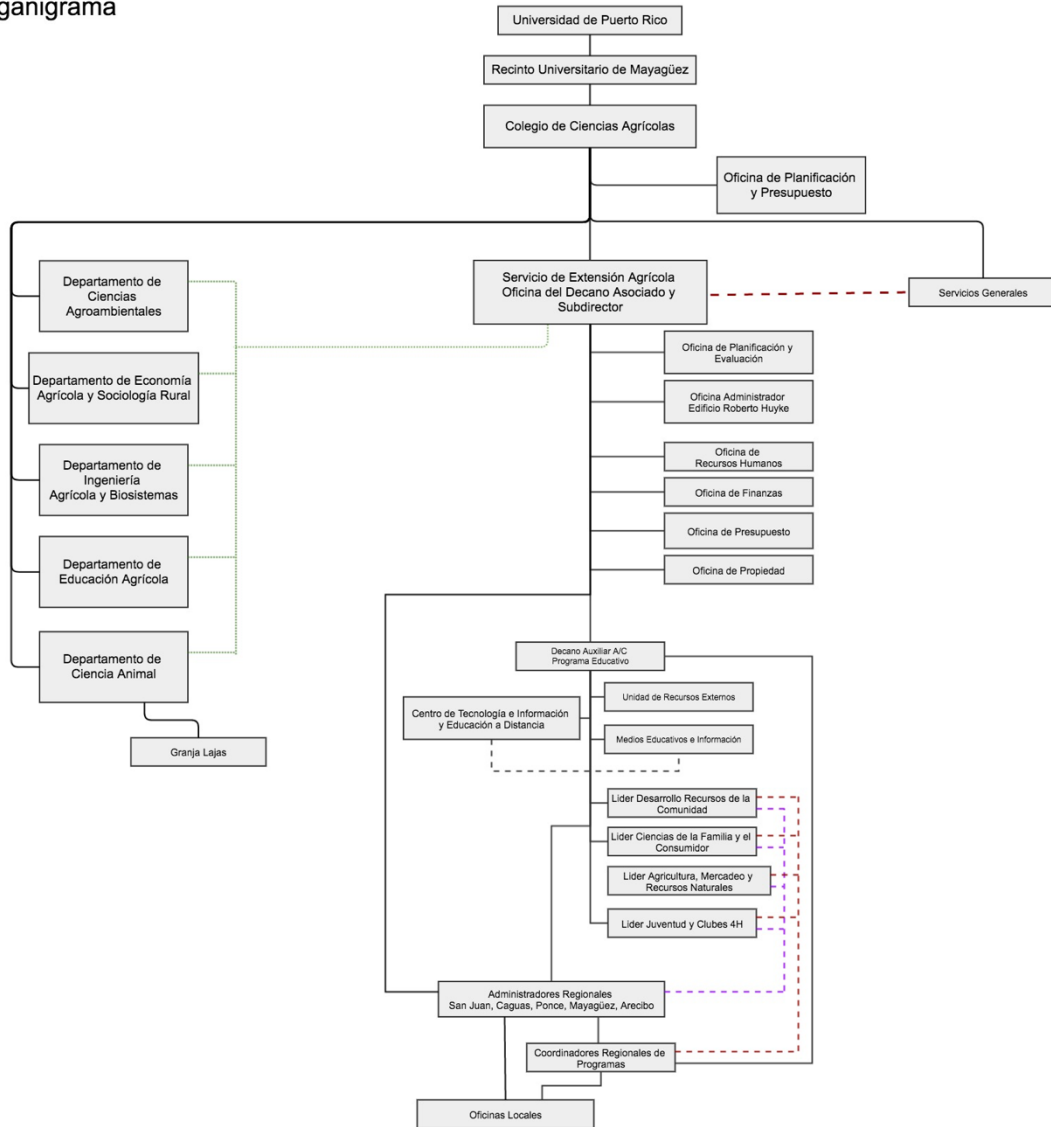 ganigrama
Universidad de Puerto Rico
Recinto Universitario de Mayagüez
Colegio de Ciencias Agrícolas
Oficina de Planificación
y Presupuesto
Departamento de
Ciencias
Agroambientales
Servicio de Extensión Agrícola
Oficina del Decano Asociado y
Subdirector
Servicios Generales
Departamento de Economía
Agrícola y Sociología Rural
Departamento de
Ingeniería
Agrícola y Biosistemas
Departamento de
Educación Agrícola
Departamento de
Ciencia Animal
Granja Lajas
Oficina de Planificación y
Evaluación
Oficina Administrador
Edificio Roberto Huyke
Oficina de
Recursos Humanos
Oficina de Finanzas
Oficina de Presupuesto
Oficina de Propiedad
Decano Auxiliar A/C
Programa Educativo
Centro de Tecnología e Información
y Educación a Distancia
Unidad de Recursos Externos
Medios Educativos e Información
Lider Desarrollo Recursos de la
Comunidad
Lider Ciencias de la Familia y el
Consumidor
Lider Agricultura, Mercadeo y
Recursos Naturales
Lider Juventud y Clubes 4H
Administradores Regionales
San Juan, Caguas, Ponce, Mayagüez, Arecibo
Coordinadores Regionales de
Programas
Oficinas Locales